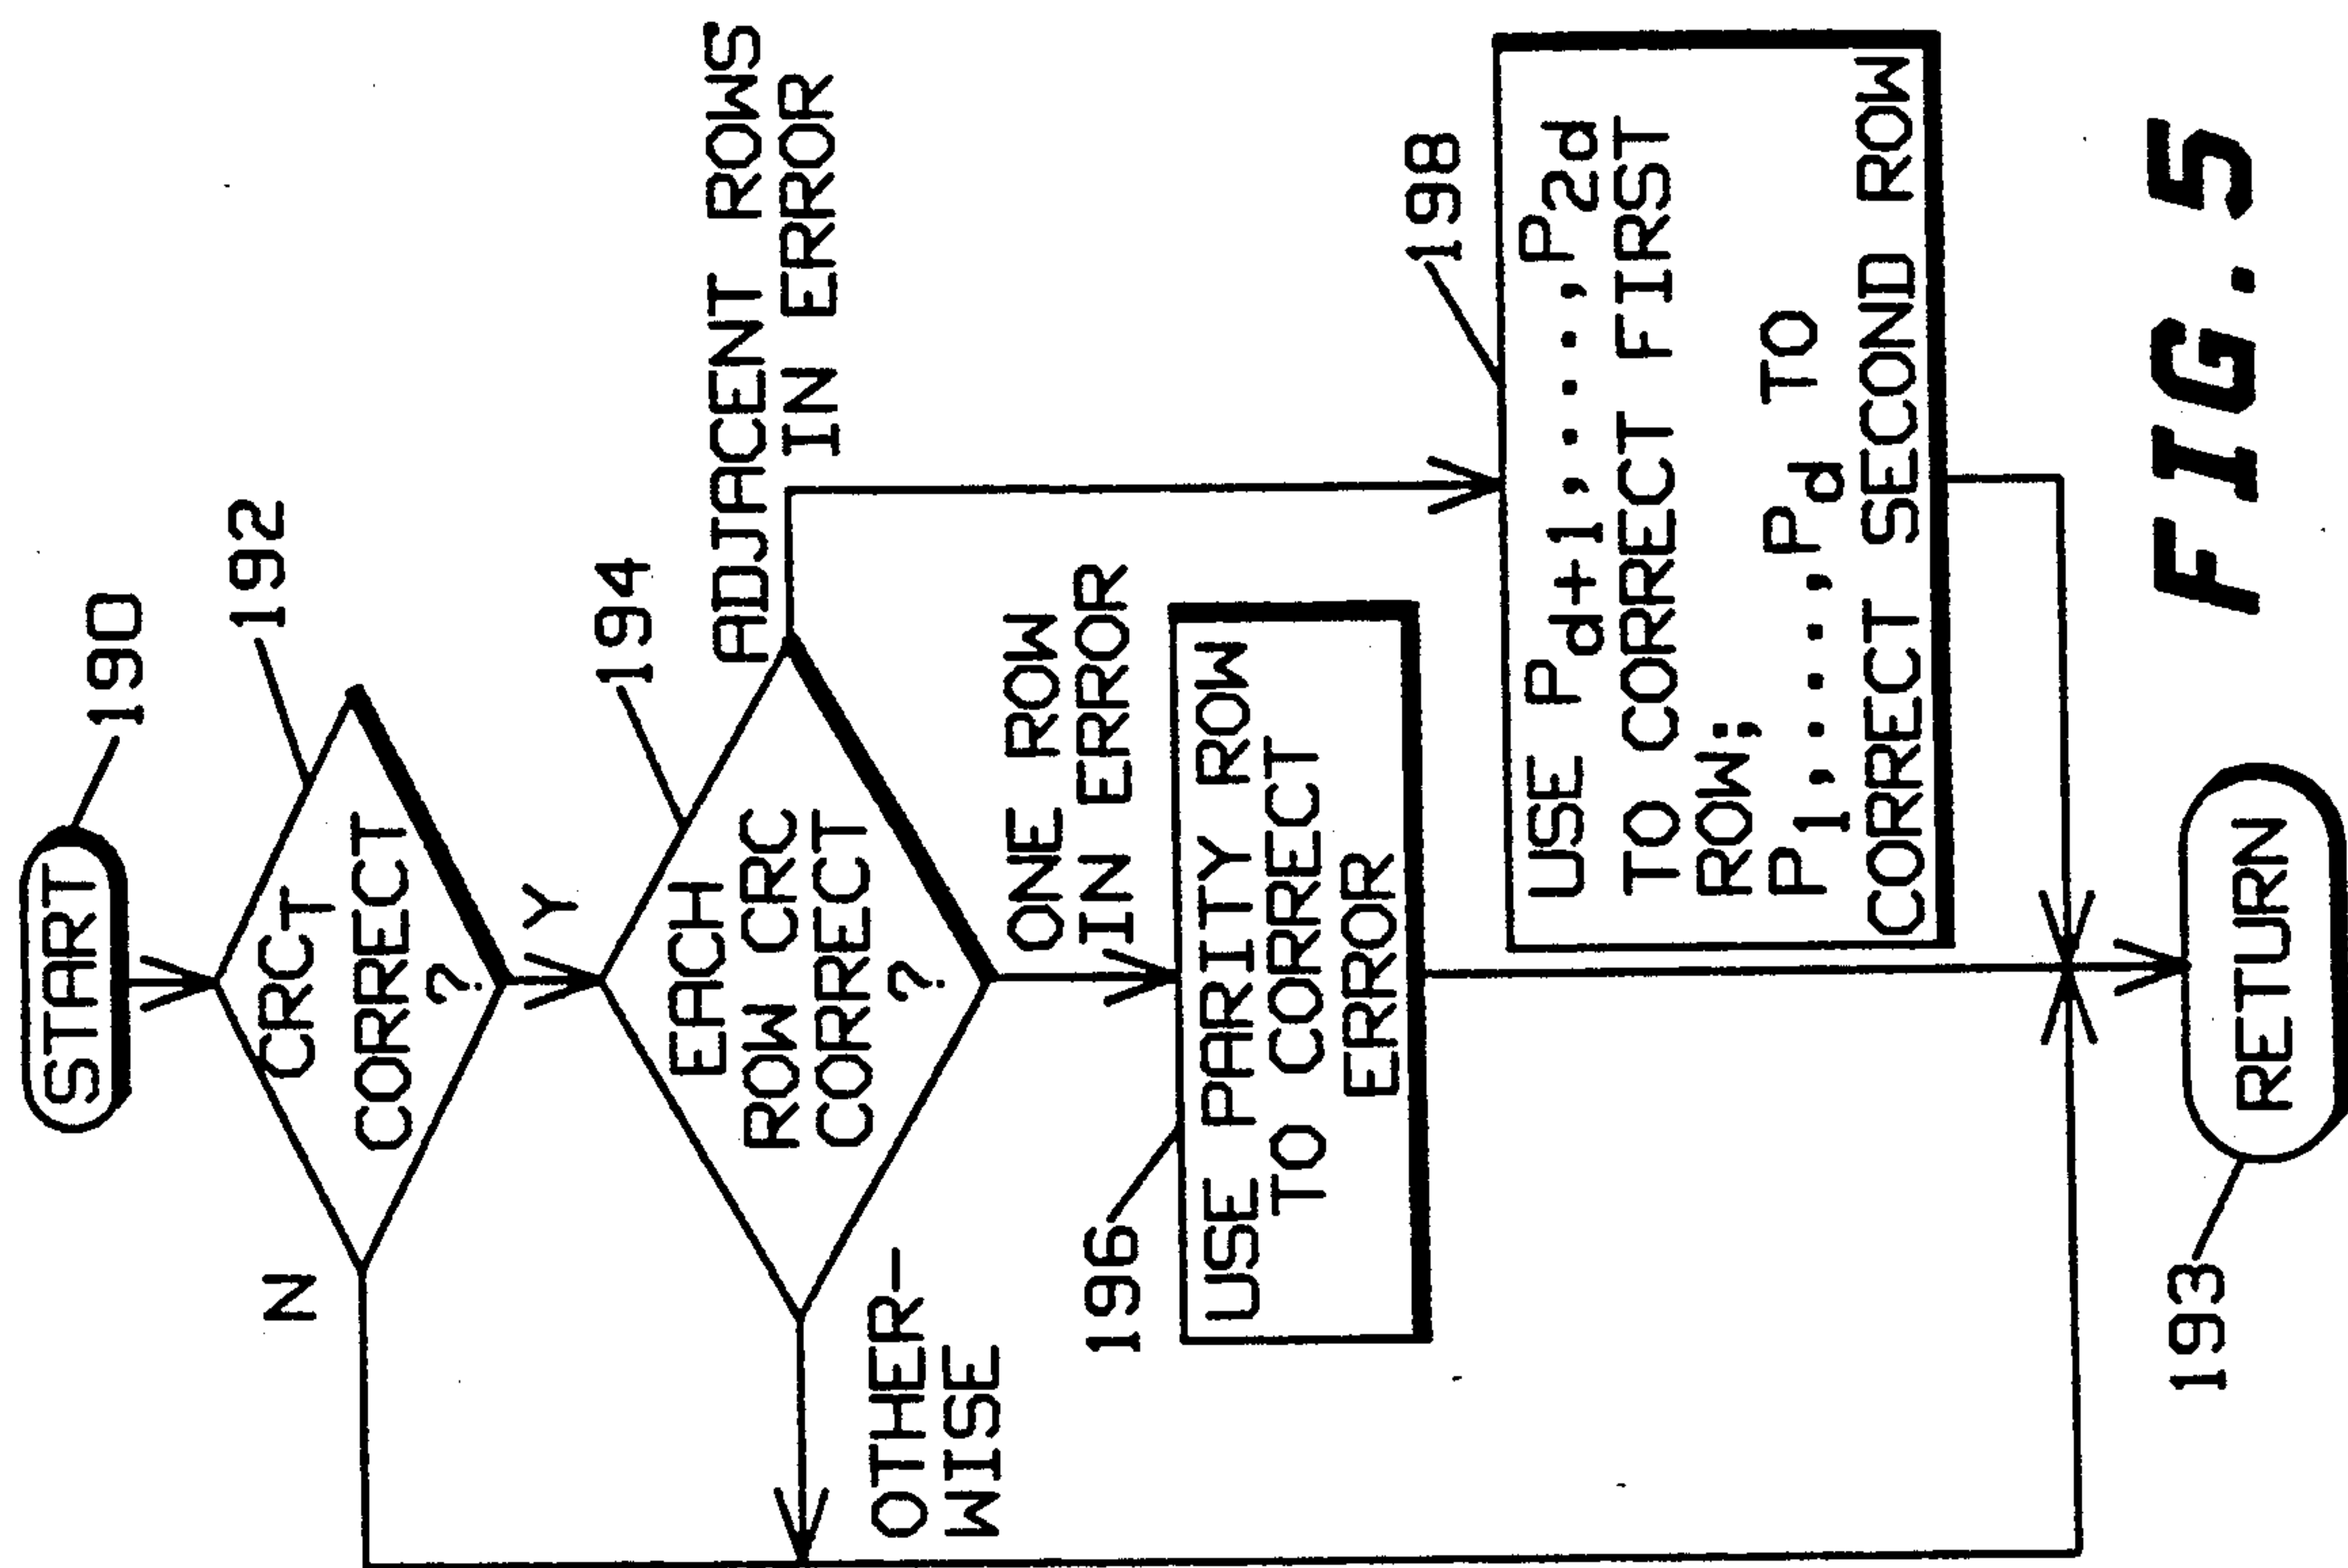 START
190
CRCT
CORRECT
?
192
N
Y
EACH
ROW CRC
CORRECT
?
194
ADJACENT ROWS
IN ERROR
OTHER-
WISE
ONE ROW
IN ERROR
196
USE PARITY ROW
TO CORRECT
ERROR
198
USE Pd+1,...,P2d
TO CORRECT FIRST
ROW;
P1,...,Pd TO
CORRECT SECOND ROW
193
RETURN
FIG. 5